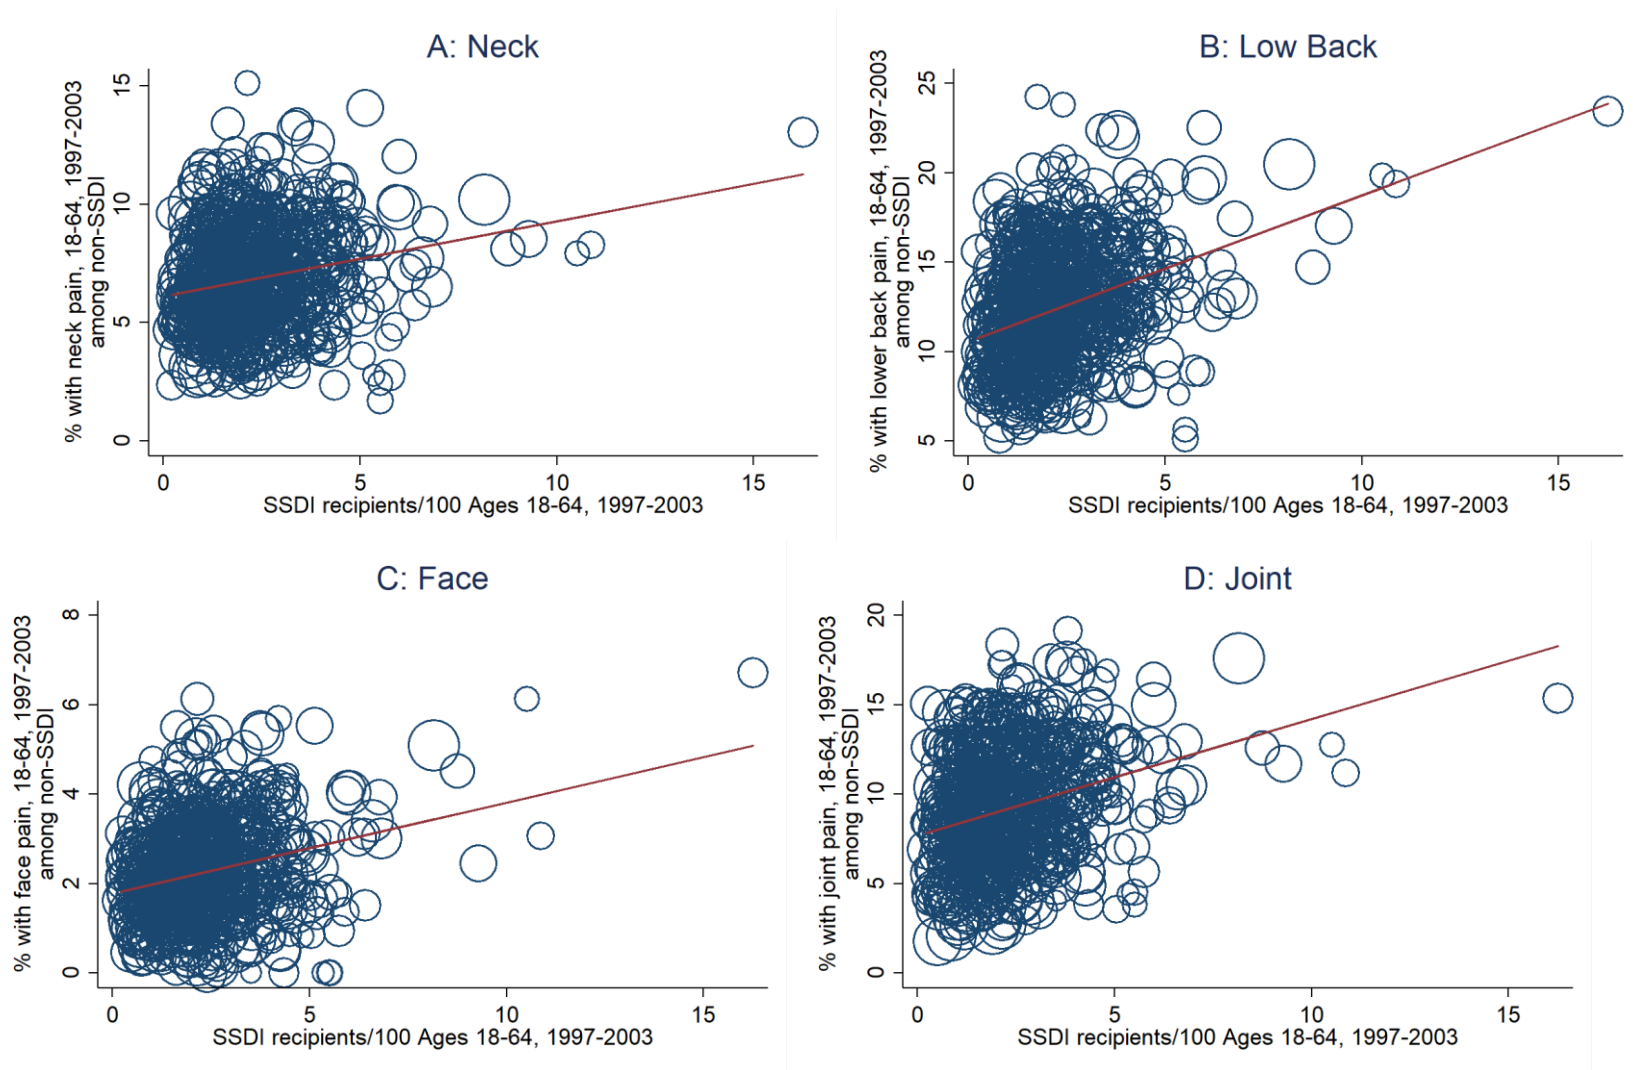 A: Neck
% with neck pain, 18-64, 1997-2003
among non-SSDI
15
10
5
0
0 5 10 15
SSDI recipients/100 Ages 18-64, 1997-2003
B: Low Back
% with lower back pain, 18-64, 1997-2003
among non-SSDI
25
20
15
10
5
0 5 10 15
SSDI recipients/100 Ages 18-64, 1997-2003
C: Face
% with face pain, 18-64, 1997-2003
among non-SSDI
8
6
4
2
0
0 5 10 15
SSDI recipients/100 Ages 18-64, 1997-2003
D: Joint
% with joint pain, 18-64, 1997-2003
among non-SSDI
20
15
10
5
0
0 5 10 15
SSDI recipients/100 Ages 18-64, 1997-2003